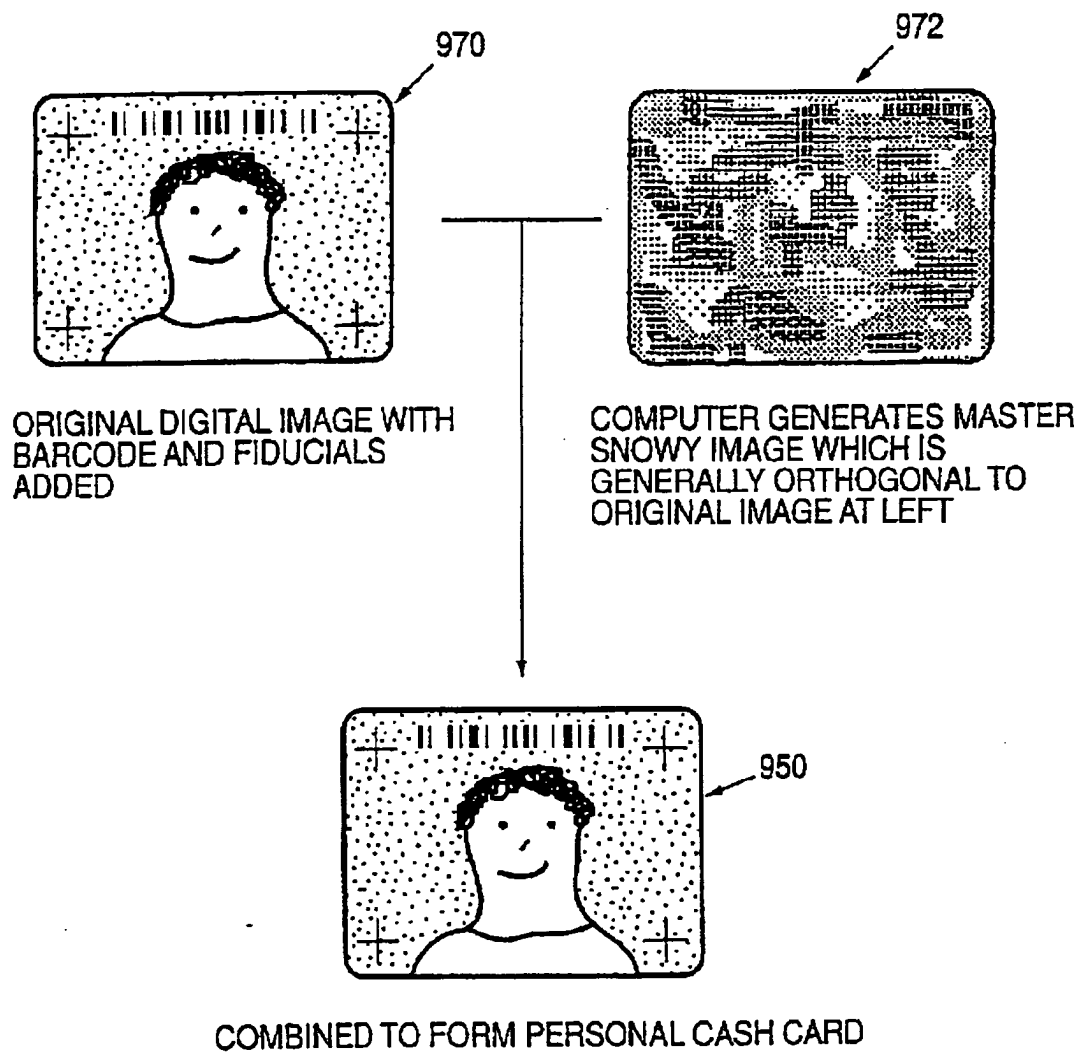 970
972
ORIGINAL DIGITAL IMAGE WITH
BARCODE AND FIDUCIALS
ADDED
COMPUTER GENERATES MASTER
SNOWY IMAGE WHICH IS
GENERALLY ORTHOGONAL TO
ORIGINAL IMAGE AT LEFT
950
COMBINED TO FORM PERSONAL CASH CARD